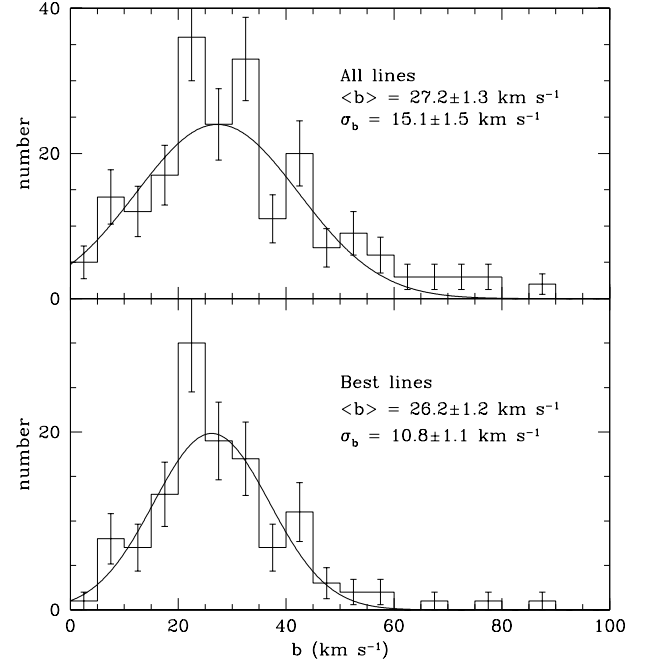 40
All lines
<b> = 27.2±1.3 km s⁻¹
σb = 15.1±1.5 km s⁻¹
number
20
0
Best lines
<b> = 26.2±1.2 km s⁻¹
σb = 10.8±1.1 km s⁻¹
number
20
0
0 20 40 60 80 100
b (km s⁻¹)